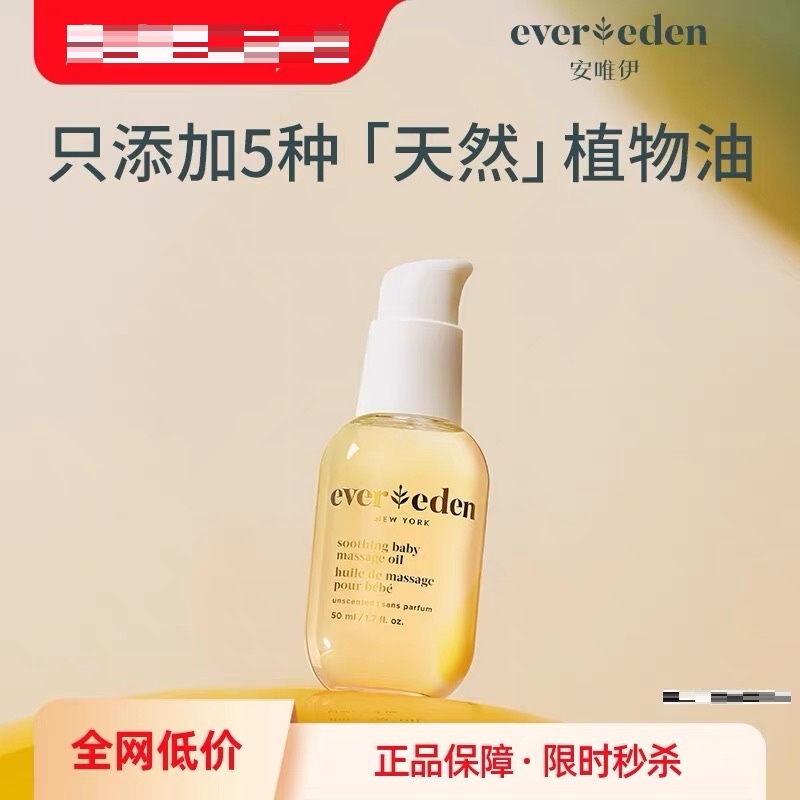 ever eden
安唯伊
只添加5种「天然」植物油
ever eden
NEW YORK
soothing baby
massage oil
huile de massage
pour bébé
unscented | sans parfum
50 ml / 1.7 fl. oz.
全网低价
正品保障·限时秒杀